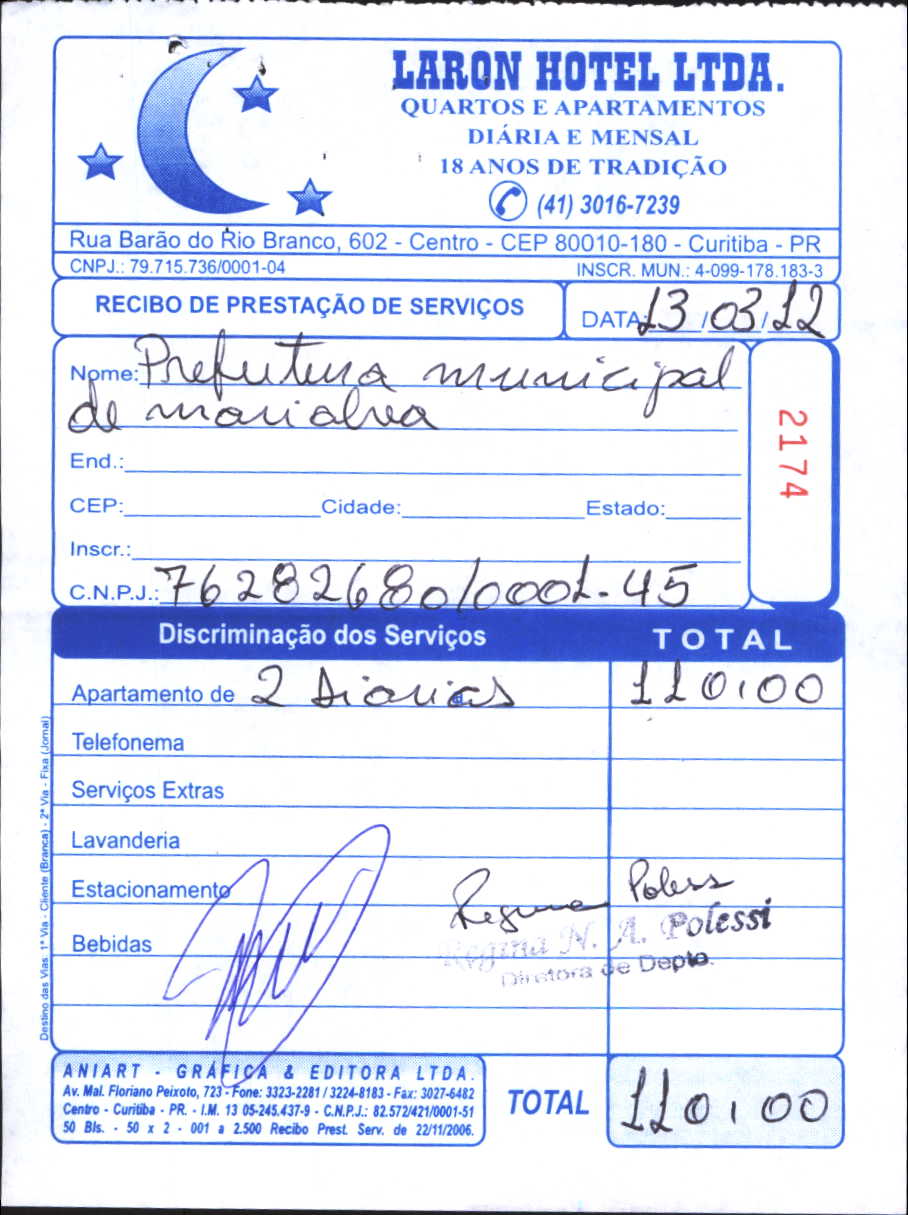 LARON HOTEL LTDA.
QUARTOS E APARTAMENTOS
DIÁRIA E MENSAL
18 ANOS DE TRADIÇÃO
(41) 3016-7239
Rua Barão do Rio Branco, 602 - Centro - CEP 80010-180 - Curitiba - PR
CNPJ.: 79.715.736/0001-04 INSCR. MUN.: 4-099-178.183-3
RECIBO DE PRESTAÇÃO DE SERVIÇOS DATA: 13/03/12
Nome: Prefeitura municipal
de marialva
2174
End.:
CEP: Cidade: Estado:
Inscr.:
C.N.P.J.: 76282680/0001-45
Discriminação dos Serviços TOTAL
Apartamento de 2 Diarias 110,00
Telefonema
Serviços Extras
Lavanderia
Estacionamento
Bebidas
Regina Polessi
Regina N. A. Polessi
Diretora de Depto.
Destino das Vias: 1ª Via - Cliente (Branca) - 2ª Via - Fixa (Jornal)
ANIART - GRÁFICA & EDITORA LTDA.
Av. Mal. Floriano Peixoto, 723 - Fone: 3323-2281 / 3224-8183 - Fax: 3027-6482
Centro - Curitiba - PR. - I.M. 13 05-245.437-9 - C.N.P.J.: 82.572/421/0001-51
50 Bls. - 50 x 2 - 001 a 2.500 Recibo Prest. Serv. de 22/11/2006.
TOTAL 110,00